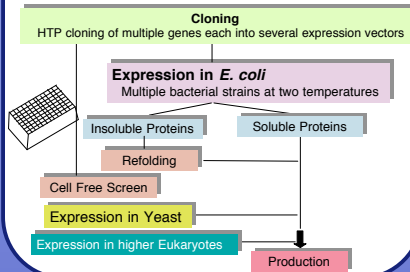 Cloning
HTP cloning of multiple genes each into several expression vectors
Expression in E. coli
Multiple bacterial strains at two temperatures
Insoluble Proteins
Soluble Proteins
Refolding
Cell Free Screen
Expression in Yeast
Expression in higher Eukaryotes
Production